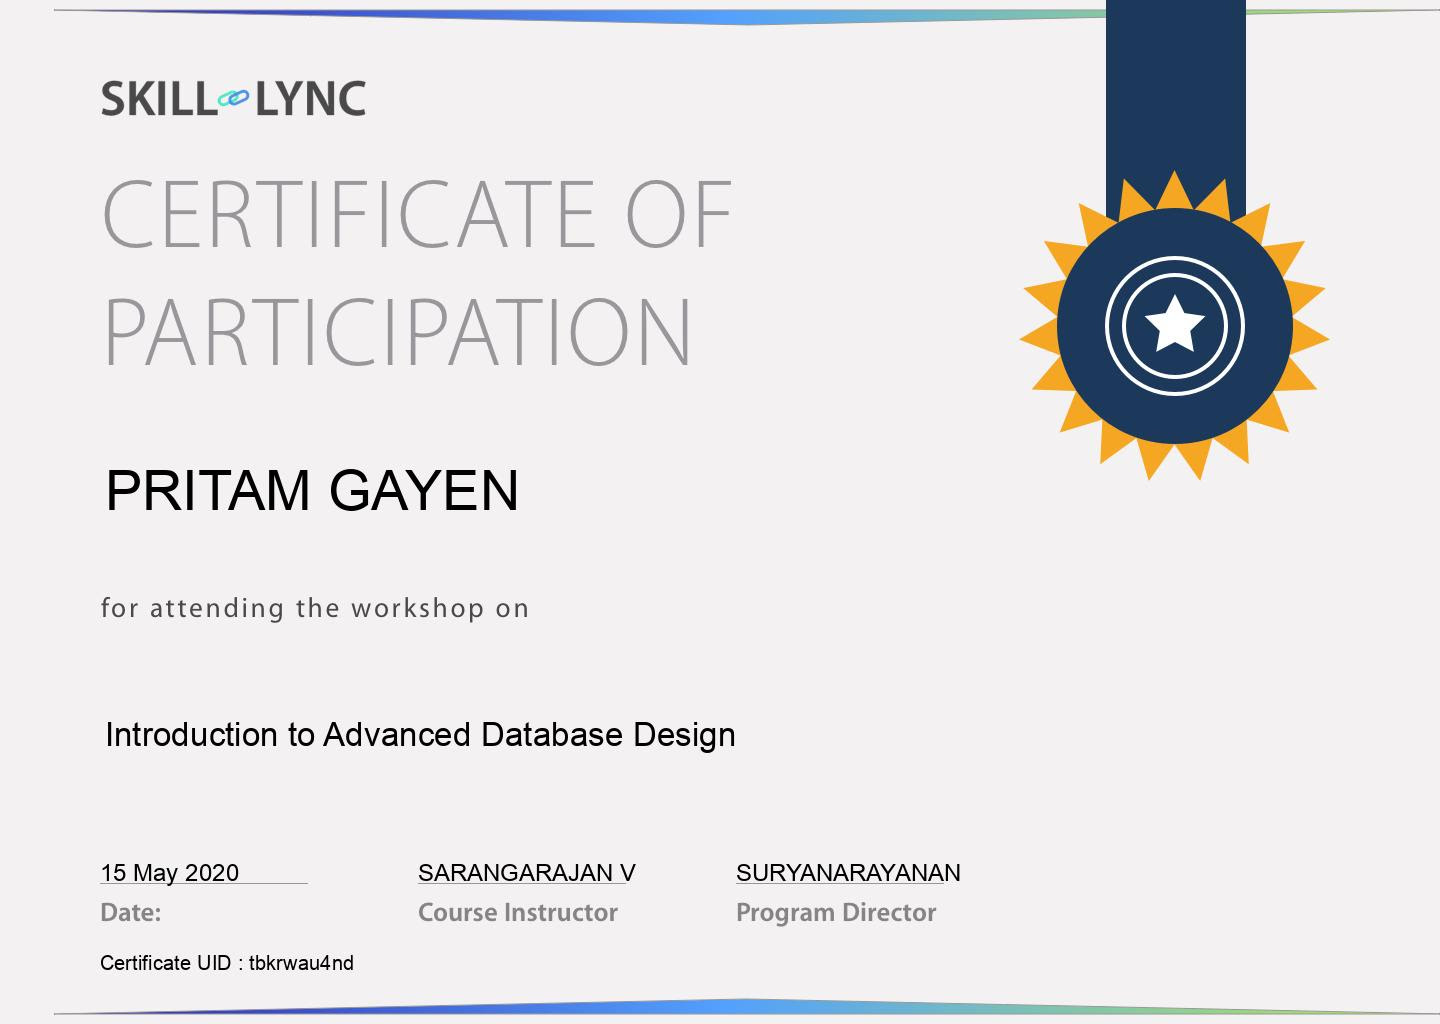 SKILL LYNC
CERTIFICATE OF
PARTICIPATION
PRITAM GAYEN
for attending the workshop on
Introduction to Advanced Database Design
15 May 2020 SARANGARAJAN V SURYANARAYANAN
Date: Course Instructor Program Director
Certificate UID : tbkrwau4nd